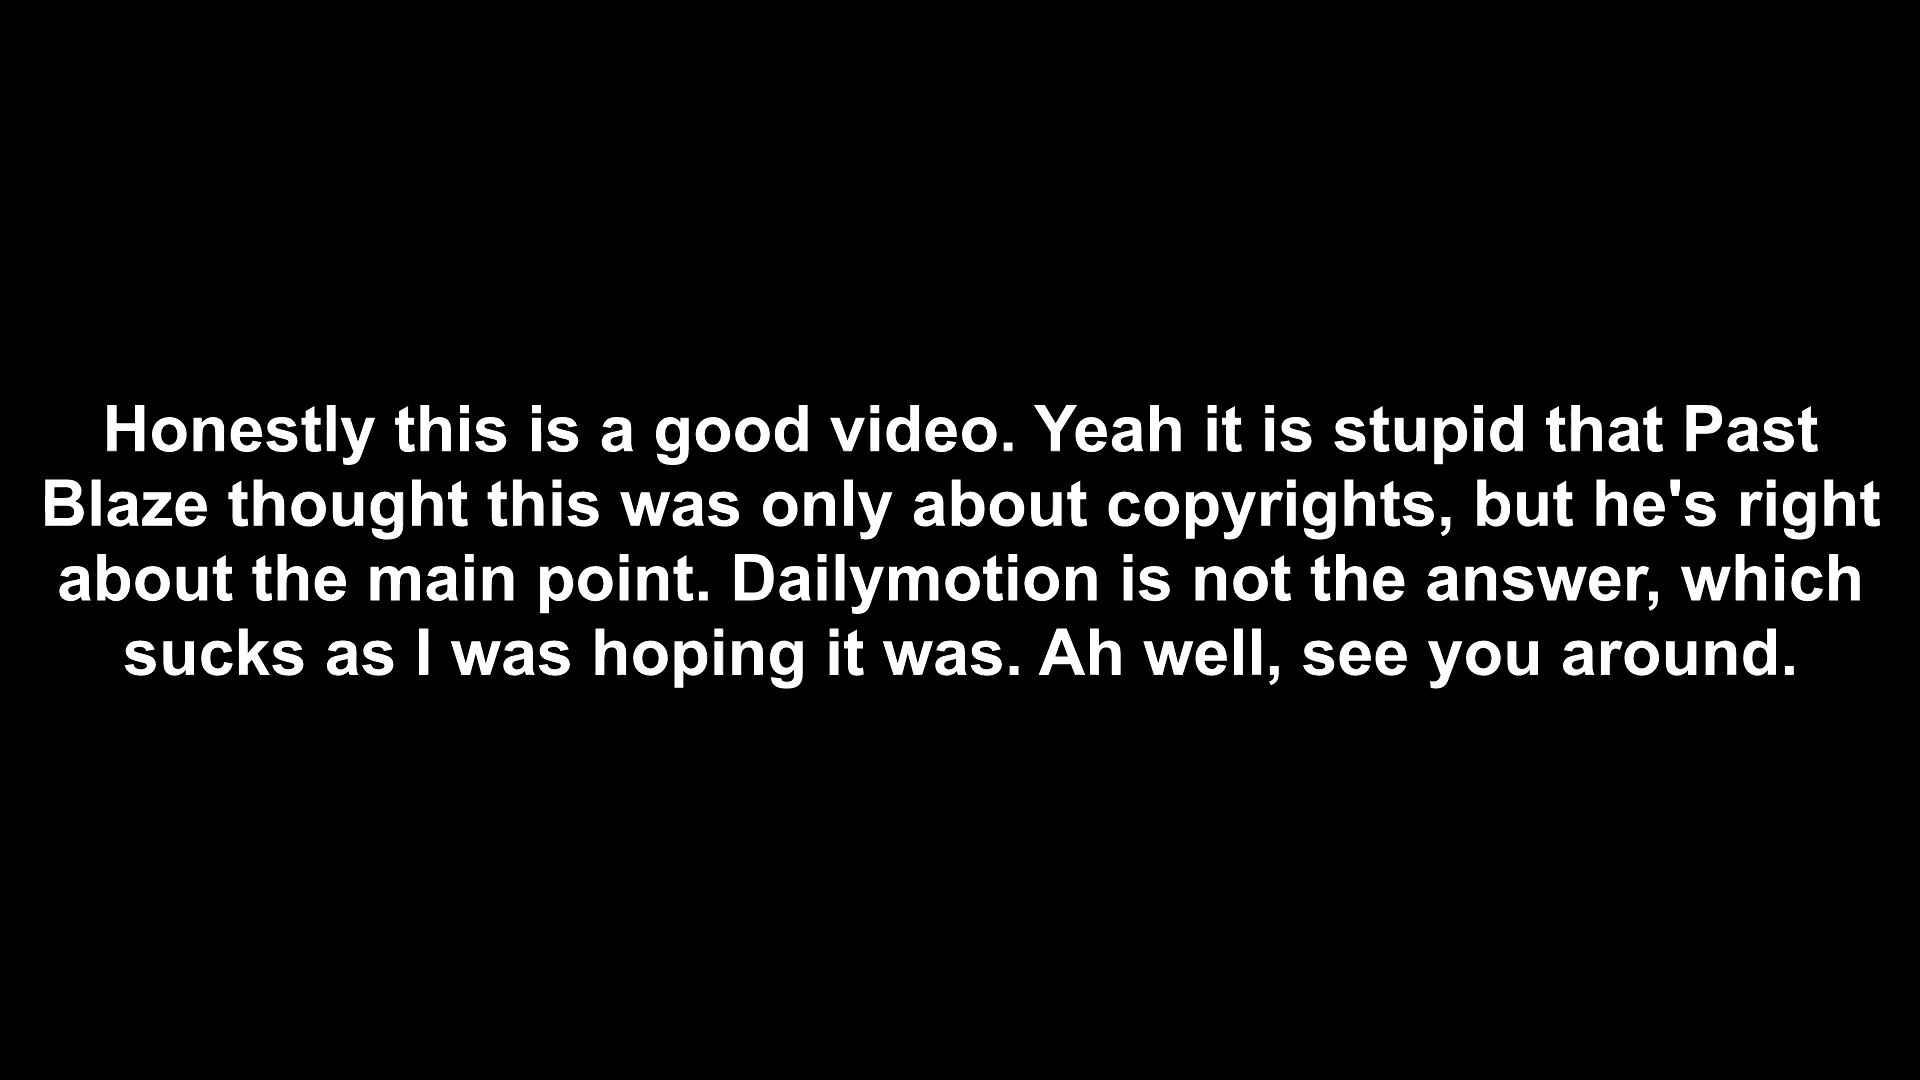 Honestly this is a good video. Yeah it is stupid that Past
Blaze thought this was only about copyrights, but he's right
about the main point. Dailymotion is not the answer, which
sucks as I was hoping it was. Ah well, see you around.